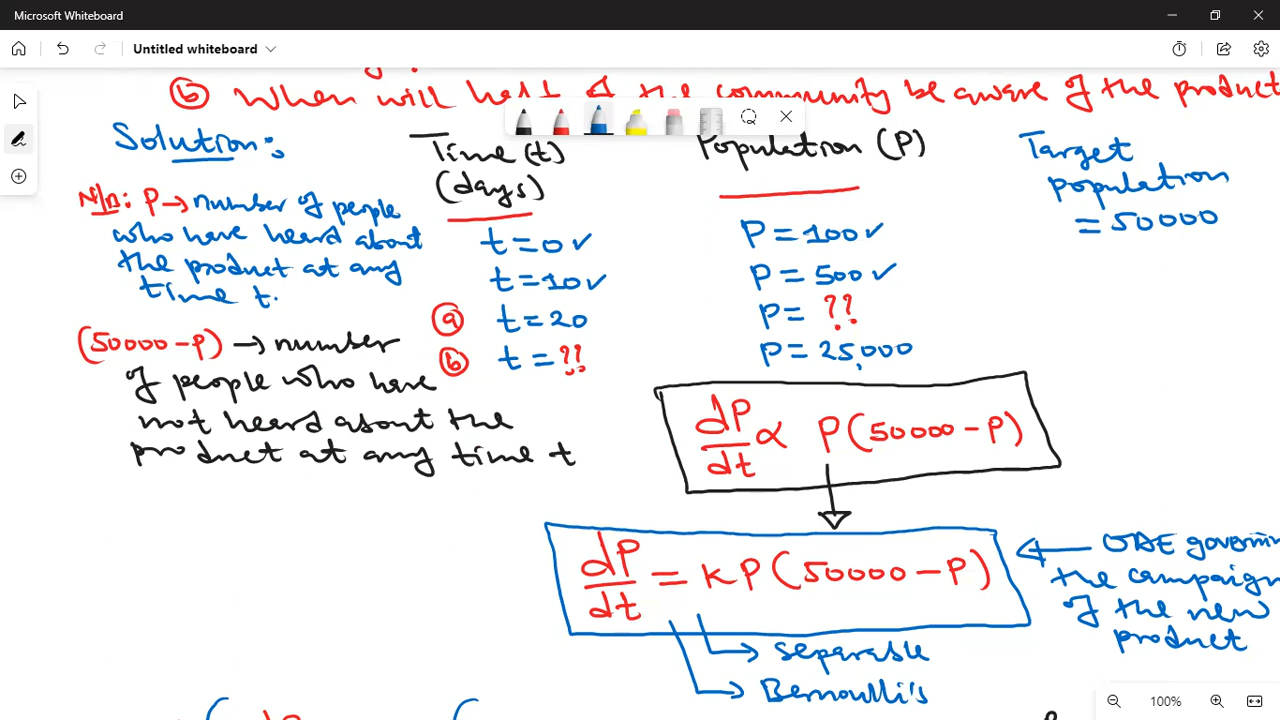 Microsoft Whiteboard
Untitled whiteboard
(b) When will half of the community be aware of the product
Solution:
Time (t)
(days)
Population (P)
Target
population
= 50000
N/n: P → number of people
who have heard about
the product at any
time t.
t = 0 ✓
P = 100 ✓
t = 10 ✓
P = 500 ✓
(a) t = 20
P = ??
(b) t = ??
P = 25,000
(50000 - P) → number
of people who have
not heard about the
product at any time t
dP/dt ∝ P(50000 - P)
dP/dt = KP(50000 - P)
ODE governin
the campaign
of the new
product
→ separable
→ Bernoulli's
100%